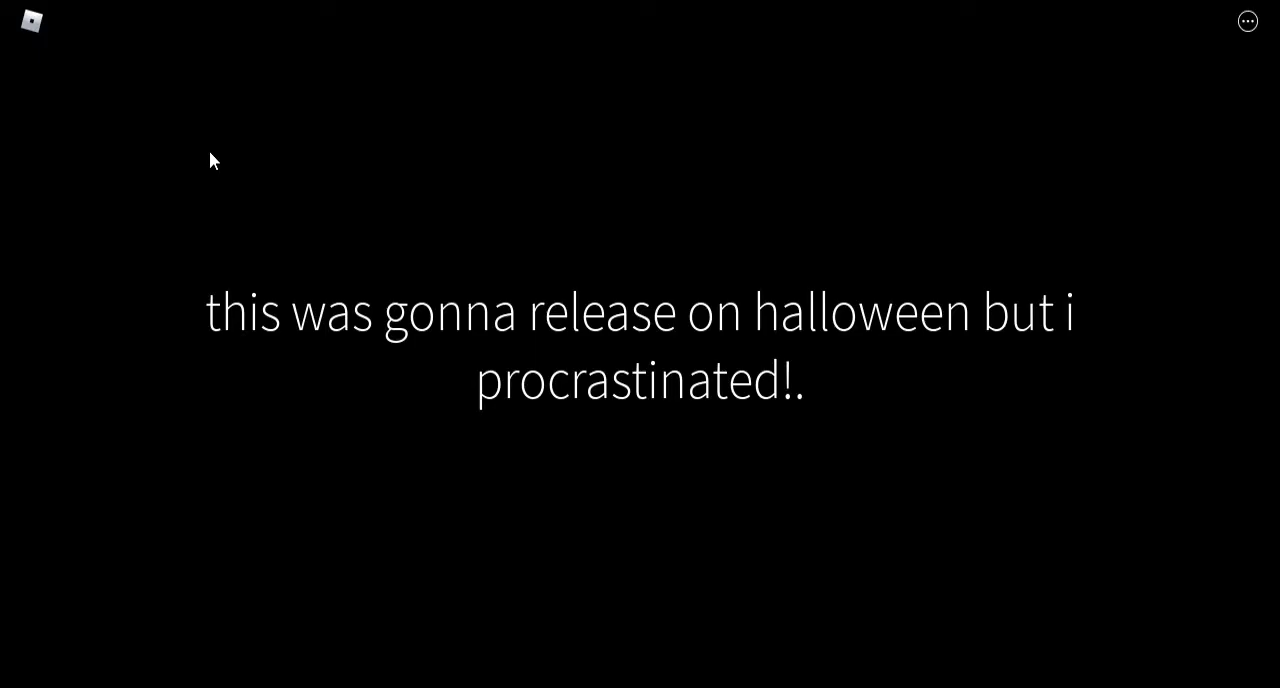 this was gonna release on halloween but i
procrastinated!.